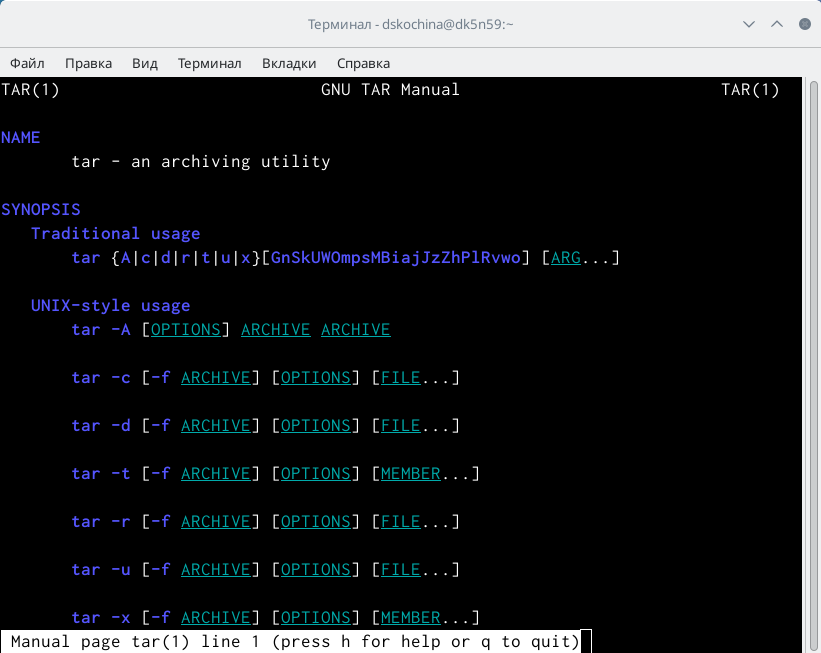 Терминал - dskochina@dk5n59:~
Файл Правка Вид Терминал Вкладки Справка
TAR(1) GNU TAR Manual TAR(1)
NAME
tar - an archiving utility
SYNOPSIS
Traditional usage
tar {A|c|d|r|t|u|x}[GnSkUWOmpsMBiajJzZhPlRvwo] [ARG...]
UNIX-style usage
tar -A [OPTIONS] ARCHIVE ARCHIVE
tar -c [-f ARCHIVE] [OPTIONS] [FILE...]
tar -d [-f ARCHIVE] [OPTIONS] [FILE...]
tar -t [-f ARCHIVE] [OPTIONS] [MEMBER...]
tar -r [-f ARCHIVE] [OPTIONS] [FILE...]
tar -u [-f ARCHIVE] [OPTIONS] [FILE...]
tar -x [-f ARCHIVE] [OPTIONS] [MEMBER...]
Manual page tar(1) line 1 (press h for help or q to quit)